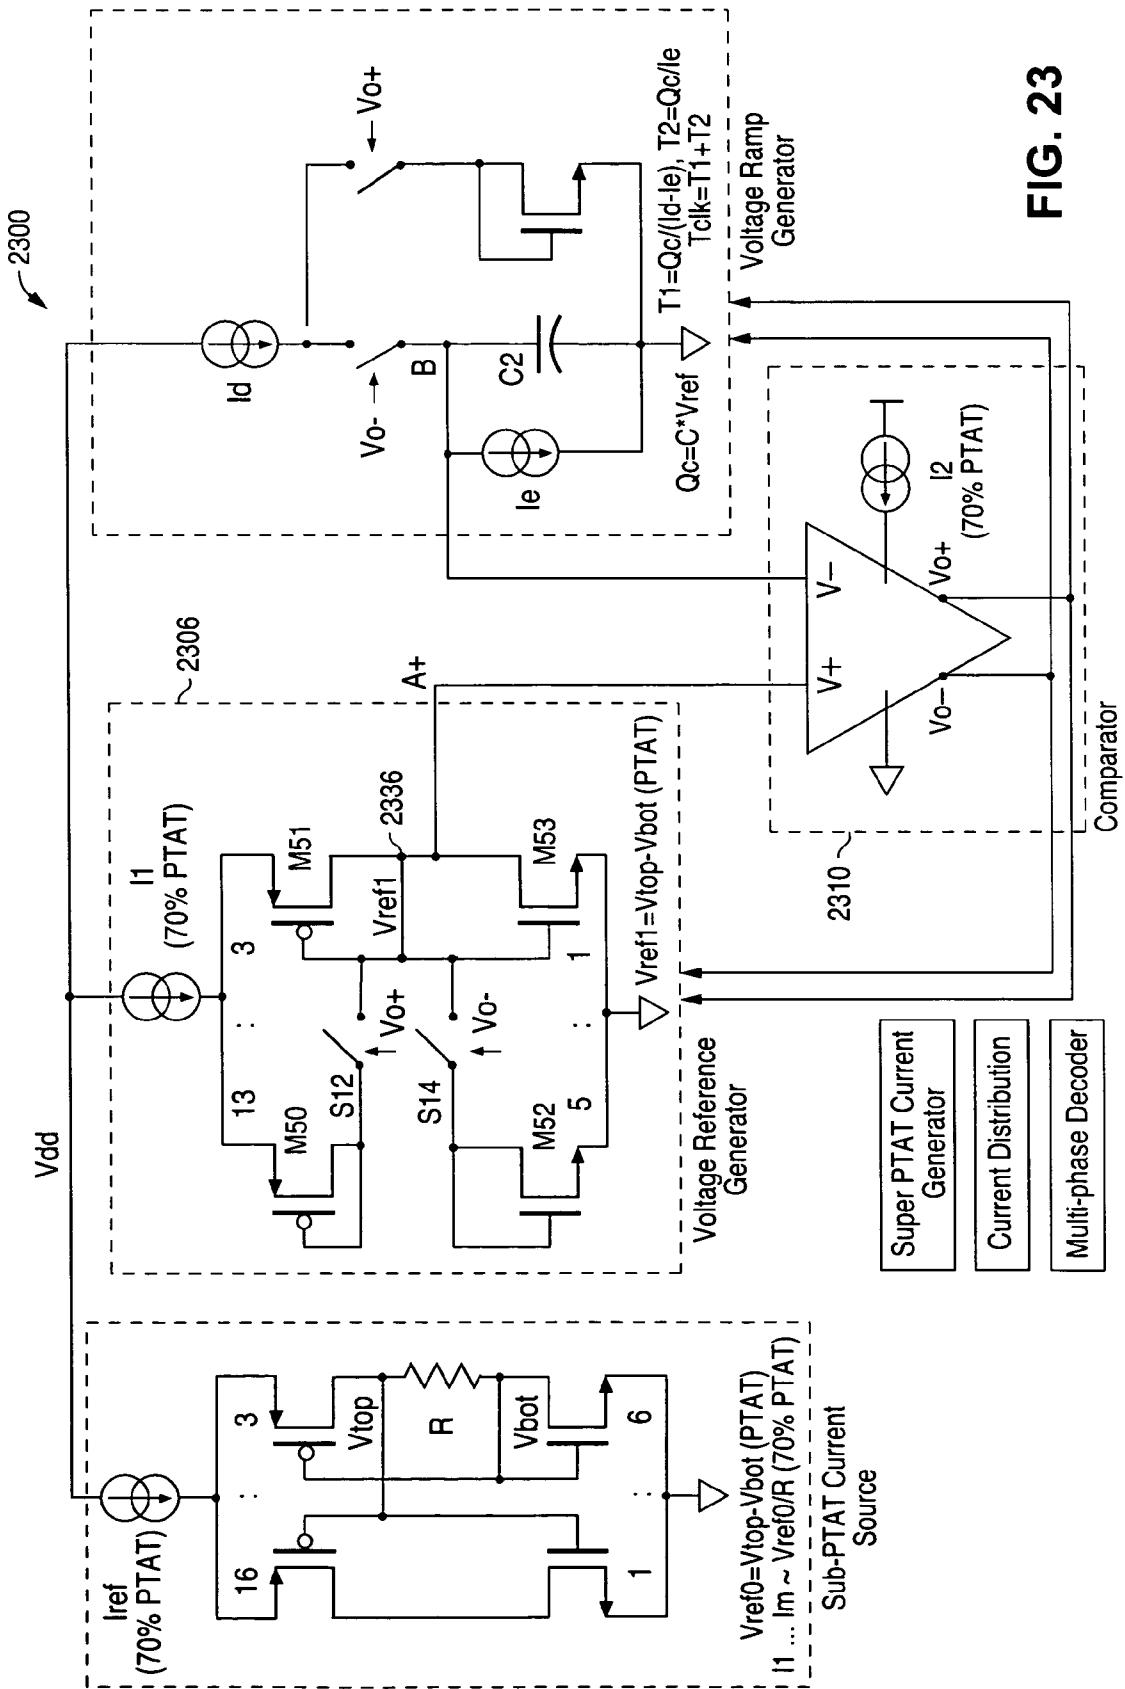 2300
Vdd
Iref
(70% PTAT)
16
:
3
Vtop
R
Vbot
1
:
6
Vref0=Vtop-Vbot (PTAT)
I1 ... Im ~ Vref0/R (70% PTAT)
Sub-PTAT Current
Source
I1
(70% PTAT)
2306
13
:
3
M50
M51
S12
Vo+
Vref1
2336
A+
S14
Vo-
M52
M53
5
:
1
Vref1=Vtop-Vbot (PTAT)
Voltage Reference
Generator
Id
Vo-
Vo+
B
Ie
C2
Qc=C*Vref
T1=Qc/(Id-Ie), T2=Qc/Ie
Tclk=T1+T2
Voltage Ramp
Generator
V+
V-
I2
(70% PTAT)
Vo-
Vo+
2310
Comparator
Super PTAT Current
Generator
Current Distribution
Multi-phase Decoder
FIG. 23